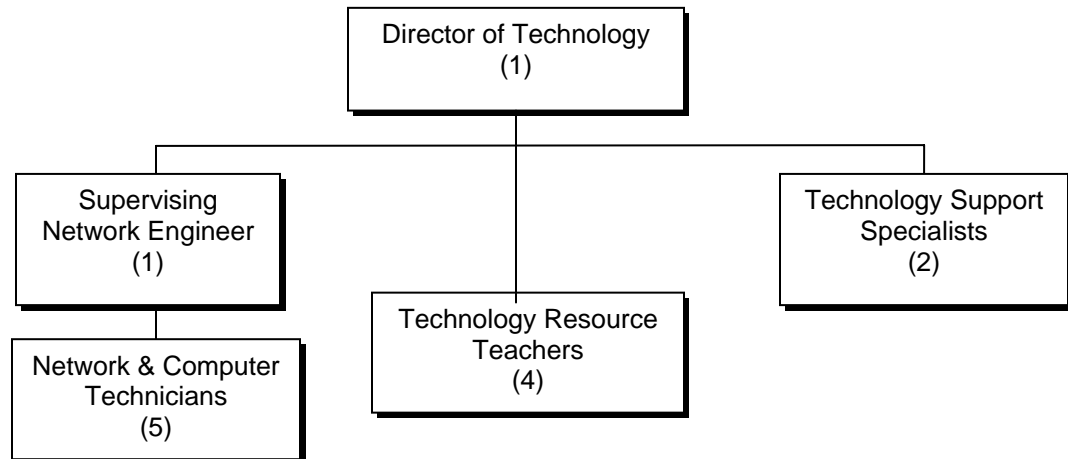 Director of Technology
(1)
Supervising
Network Engineer
(1)
Technology Support
Specialists
(2)
Technology Resource
Teachers
(4)
Network & Computer
Technicians
(5)